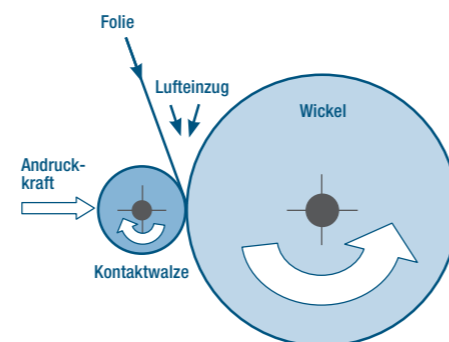 Folie
Lufteinzug
Wickel
Andruck-
kraft
Kontaktwalze